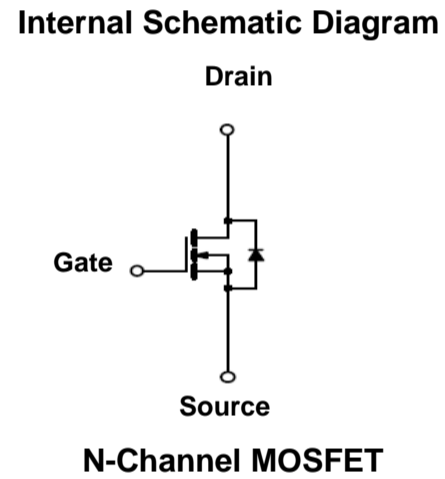 Internal Schematic Diagram
Drain
Gate
Source
N-Channel MOSFET